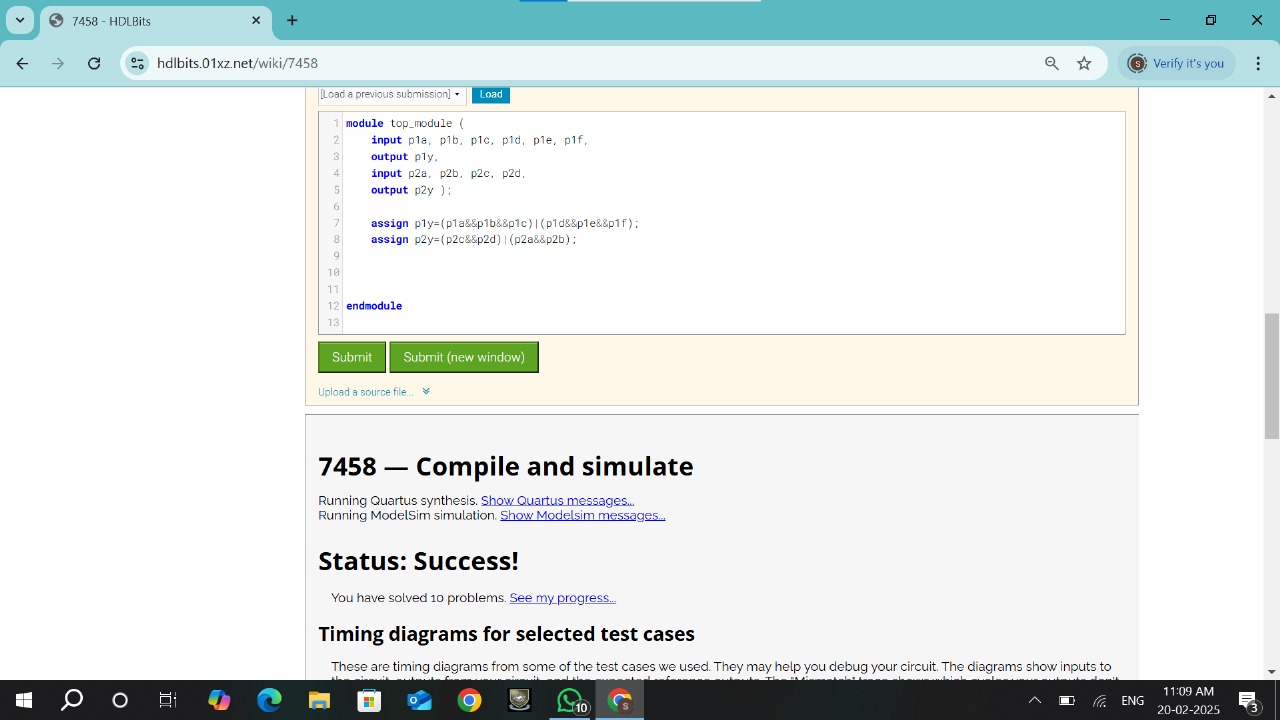 7458 - HDLBits
hdlbits.01xz.net/wiki/7458
Verify it's you
S
[Load a previous submission]
Load
1 module top_module (
2 input p1a, p1b, p1c, p1d, p1e, p1f,
3 output p1y,
4 input p2a, p2b, p2c, p2d,
5 output p2y );
6
7 assign p1y=(p1a&&p1b&&p1c)|(p1d&&p1e&&p1f);
8 assign p2y=(p2c&&p2d)|(p2a&&p2b);
9
10
11
12 endmodule
13
Submit
Submit (new window)
Upload a source file...
7458 — Compile and simulate
Running Quartus synthesis. Show Quartus messages...
Running ModelSim simulation. Show Modelsim messages...
Status: Success!
You have solved 10 problems. See my progress...
Timing diagrams for selected test cases
These are timing diagrams from some of the test cases we used. They may help you debug your circuit. The diagrams show inputs to
10
S
ENG
11:09 AM
20-02-2025
3